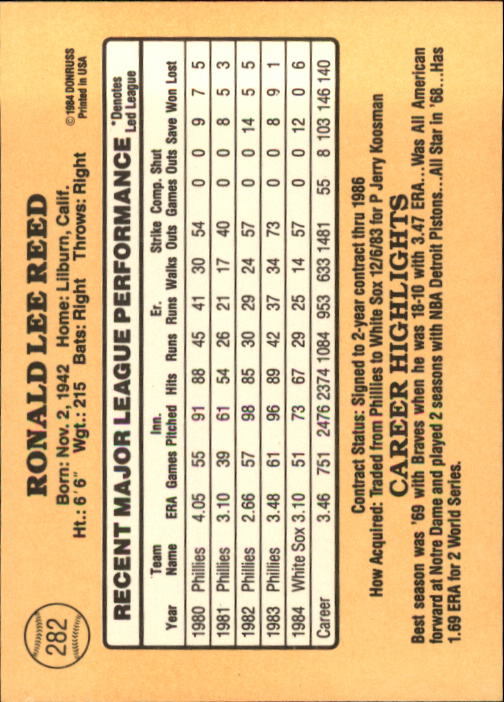 282
RONALD LEE REED
© 1984 DONRUSS
Printed in USA
Born: Nov. 2, 1942 Home: Lilburn, Calif.
Ht.: 6'6" Wgt.: 215 Bats: Right Throws: Right
RECENT MAJOR LEAGUE PERFORMANCE *Denotes Led League
Year Team Name ERA Games Inn. Pitched Hits Runs Er. Runs Walks Strike Outs Comp. Games Shut Outs Save Won Lost
1980 Phillies 4.05 55 91 88 45 41 30 54 0 0 9 7 5
1981 Phillies 3.10 39 61 54 26 21 17 40 0 0 8 5 3
1982 Phillies 2.66 57 98 85 30 29 24 57 0 0 14 5 5
1983 Phillies 3.48 61 96 89 42 37 34 73 0 0 8 9 1
1984 White Sox 3.10 51 73 67 29 25 14 57 0 0 12 0 6
Career 3.46 751 2476 2374 1084 953 633 1481 55 8 103 146 140
Contract Status: Signed to 2-year contract thru 1986
How Acquired: Traded from Phillies to White Sox 12/6/83 for P Jerry Koosman
CAREER HIGHLIGHTS
Best season was '69 with Braves when he was 18-10 with 3.47 ERA...Was All American
forward at Notre Dame and played 2 seasons with NBA Detroit Pistons...All Star in '68...Has
1.69 ERA for 2 World Series.